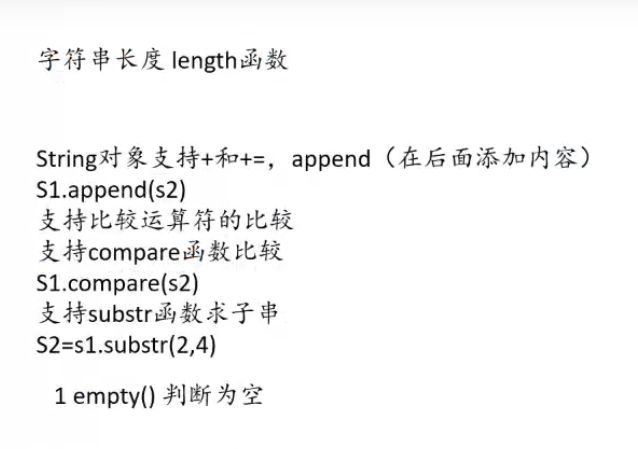 字符串长度 length函数
String对象支持+和+=，append（在后面添加内容）
S1.append(s2)
支持比较运算符的比较
支持compare函数比较
S1.compare(s2)
支持substr函数求子串
S2=s1.substr(2,4)
1 empty() 判断为空